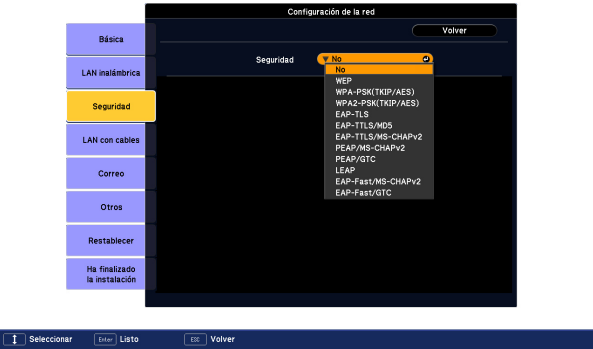 Configuración de la red
Volver
Básica
LAN inalámbrica
Seguridad
LAN con cables
Correo
Otros
Restablecer
Ha finalizado
la instalación
Seguridad
No
No
WEP
WPA-PSK(TKIP/AES)
WPA2-PSK(TKIP/AES)
EAP-TLS
EAP-TTLS/MD5
EAP-TTLS/MS-CHAPv2
PEAP/MS-CHAPv2
PEAP/GTC
LEAP
EAP-Fast/MS-CHAPv2
EAP-Fast/GTC
Seleccionar
Enter Listo
ESC Volver